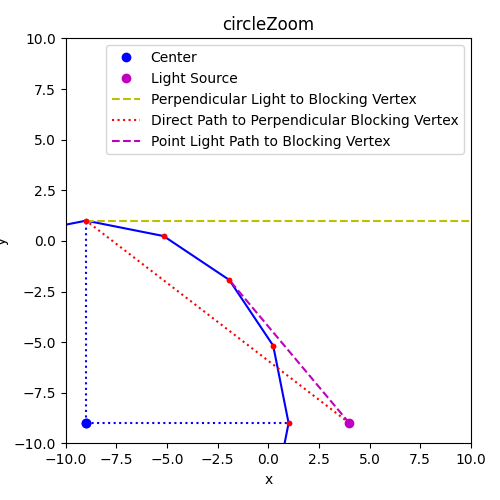 circleZoom
10.0
7.5
5.0
2.5
0.0
−2.5
−5.0
−7.5
−10.0
y
Center
Light Source
Perpendicular Light to Blocking Vertex
Direct Path to Perpendicular Blocking Vertex
Point Light Path to Blocking Vertex
−10.0 −7.5 −5.0 −2.5 0.0 2.5 5.0 7.5 10.0
x